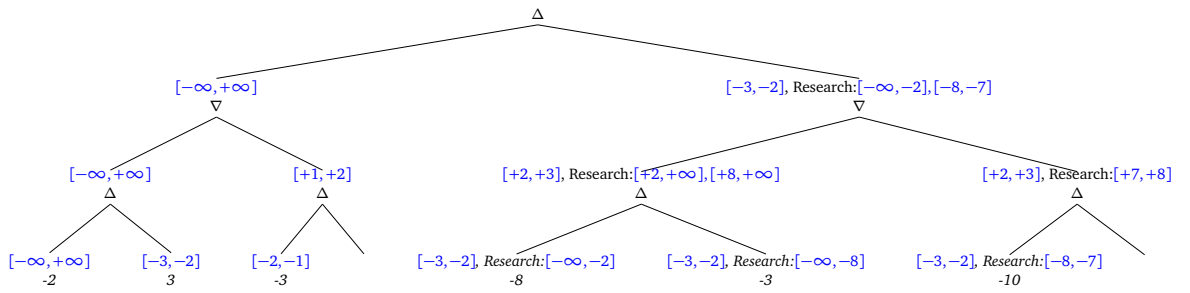 Δ
[−∞,+∞] [−3,−2], Research:[−∞,−2],[−8,−7]
∇ ∇
[−∞,+∞] [+1,+2] [+2,+3], Research:[+2,+∞],[+8,+∞] [+2,+3], Research:[+7,+8]
Δ Δ Δ Δ
[−∞,+∞] [−3,−2] [−2,−1] [−3,−2], Research:[−∞,−2] [−3,−2], Research:[−∞,−8] [−3,−2], Research:[−8,−7]
-2 3 -3 -8 -3 -10